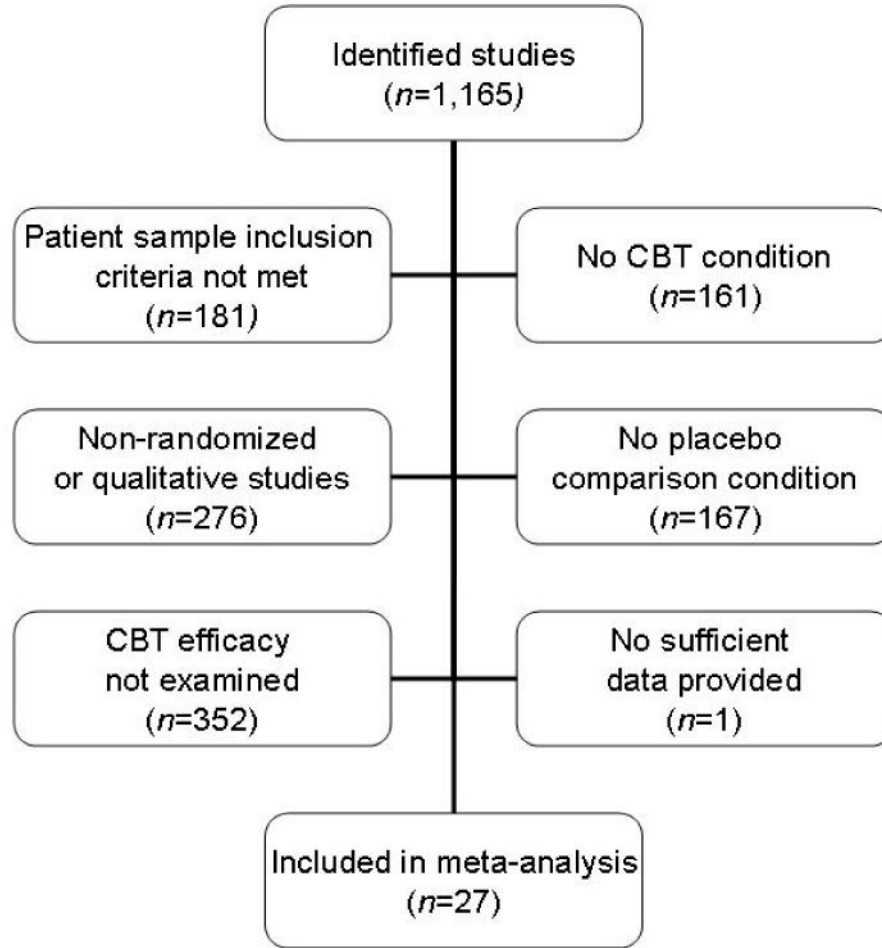 Identified studies
(n=1,165)
Patient sample inclusion
criteria not met
(n=181)
No CBT condition
(n=161)
Non-randomized
or qualitative studies
(n=276)
No placebo
comparison condition
(n=167)
CBT efficacy
not examined
(n=352)
No sufficient
data provided
(n=1)
Included in meta-analysis
(n=27)